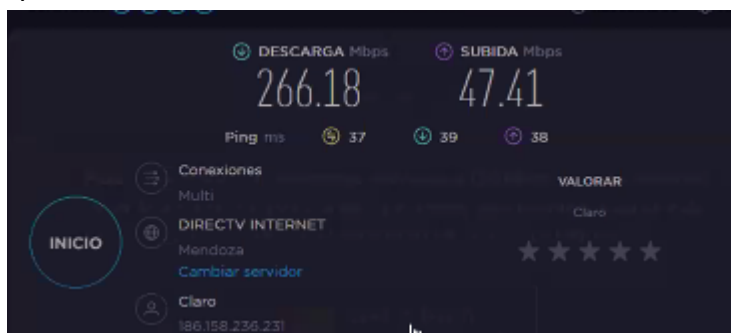 DESCARGA Mbps SUBIDA Mbps
266.18 47.41
Ping ms 37 39 38
Conexiones
Multi
DIRECTV INTERNET
Mendoza
Cambiar servidor
INICIO
Claro
186.158.236.231
VALORAR
Claro